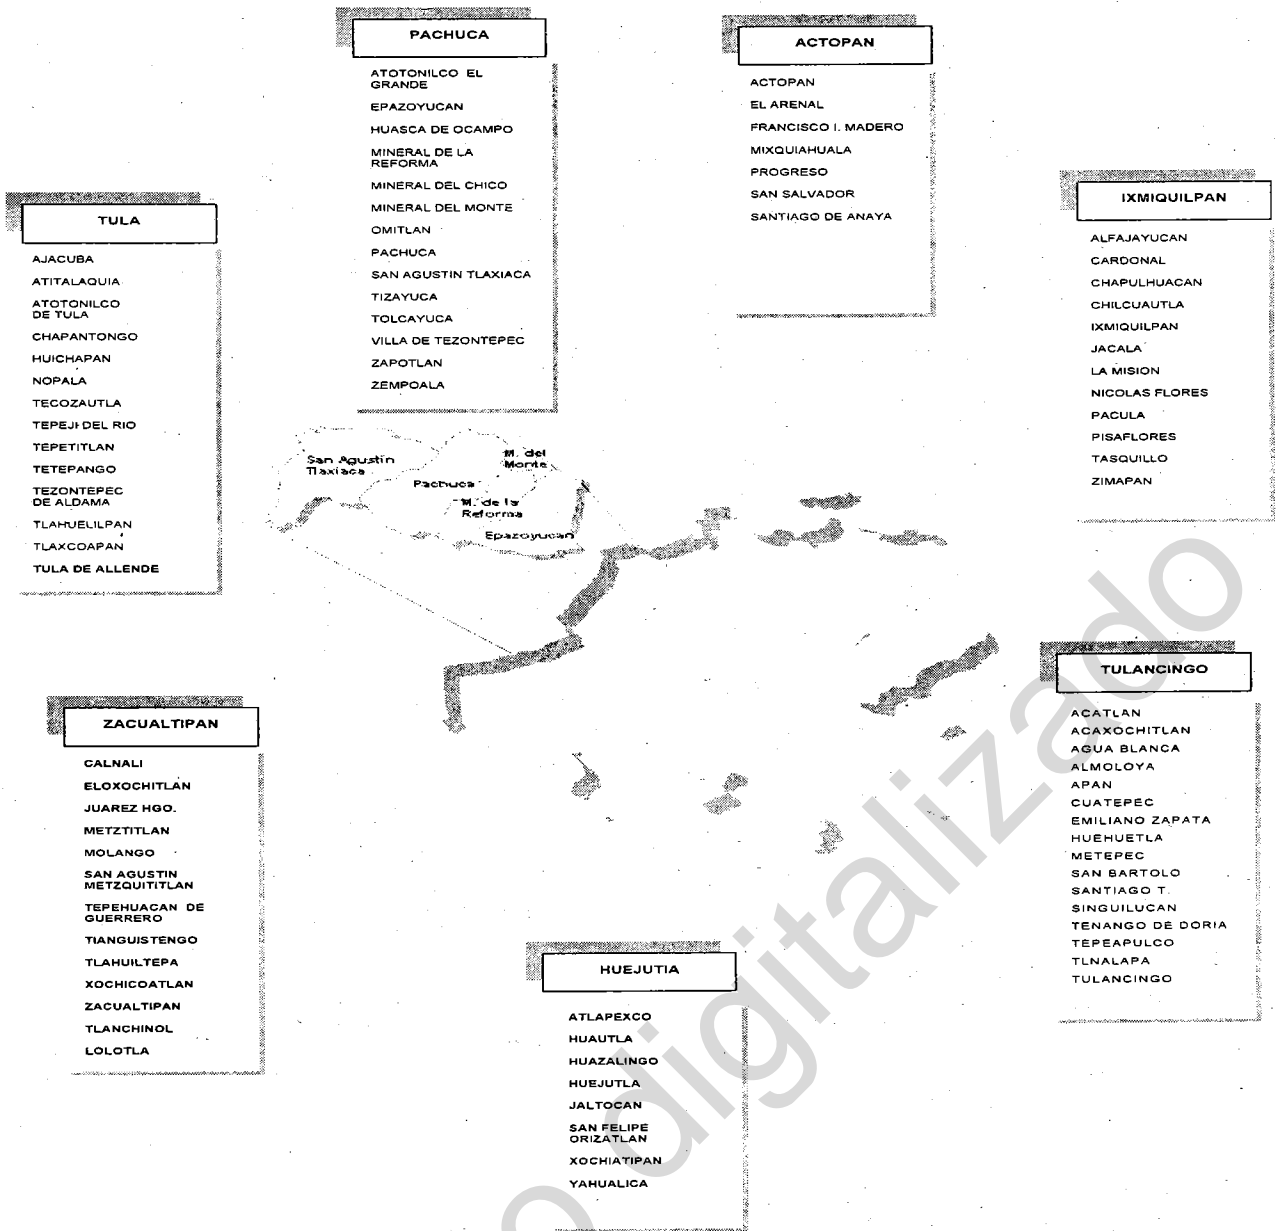 PACHUCA
ATOTONILCO EL
GRANDE
EPAZOYUCAN
HUASCA DE OCAMPO
MINERAL DE LA
REFORMA
MINERAL DEL CHICO
MINERAL DEL MONTE
OMITLAN
PACHUCA
SAN AGUSTIN TLAXIACA
TIZAYUCA
TOLCAYUCA
VILLA DE TEZONTEPEC
ZAPOTLAN
ZEMPOALA
ACTOPAN
ACTOPAN
EL ARENAL
FRANCISCO I. MADERO
MIXQUIAHUALA
PROGRESO
SAN SALVADOR
SANTIAGO DE ANAYA
TULA
AJACUBA
ATITALAQUIA
ATOTONILCO
DE TULA
CHAPANTONGO
HUICHAPAN
NOPALA
TECOZAUTLA
TEPEJI DEL RIO
TEPETITLAN
TETEPANGO
TEZONTEPEC
DE ALDAMA
TLAHUELILPAN
TLAXCOAPAN
TULA DE ALLENDE
IXMIQUILPAN
ALFAJAYUCAN
CARDONAL
CHAPULHUACAN
CHILCUAUTLA
IXMIQUILPAN
JACALA
LA MISION
NICOLAS FLORES
PACULA
PISAFLORES
TASQUILLO
ZIMAPAN
San Agustín
Tlaxiaca
M. del
Monte
Pachuca
M. de la
Reforma
Epazoyucan
ZACUALTIPAN
CALNALI
ELOXOCHITLAN
JUAREZ HGO.
METZTITLAN
MOLANGO
SAN AGUSTIN
METZQUITITLAN
TEPEHUACAN DE
GUERRERO
TIANGUISTENGO
TLAHUILTEPA
XOCHICOATLAN
ZACUALTIPAN
TLANCHINOL
LOLOTLA
TULANCINGO
ACATLAN
ACAXOCHITLAN
AGUA BLANCA
ALMOLOYA
APAN
CUATEPEC
EMILIANO ZAPATA
HUEHUETLA
METEPEC
SAN BARTOLO
SANTIAGO T.
SINGUILUCAN
TENANGO DE DORIA
TEPEAPULCO
TLNALAPA
TULANCINGO
HUEJUTIA
ATLAPEXCO
HUAUTLA
HUAZALINGO
HUEJUTLA
JALTOCAN
SAN FELIPE
ORIZATLAN
XOCHIATIPAN
YAHUALICA
digitalizado